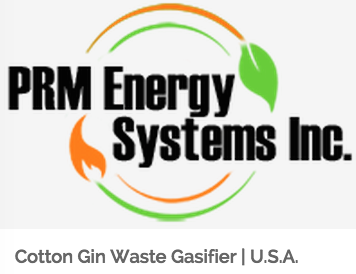 PRM Energy
Systems Inc.
Cotton Gin Waste Gasifier | U.S.A.